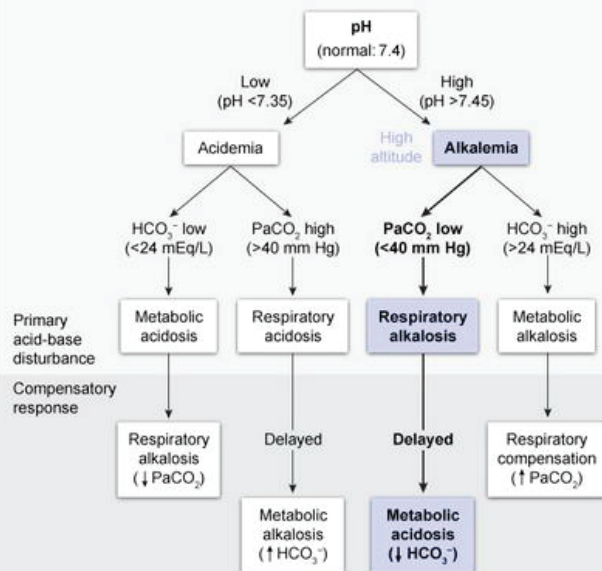 pH
(normal: 7.4)
Low
(pH <7.35)
High
(pH >7.45)
Acidemia
High
altitude
Alkalemia
HCO₃⁻ low
(<24 mEq/L)
PaCO₂ high
(>40 mm Hg)
PaCO₂ low
(<40 mm Hg)
HCO₃⁻ high
(>24 mEq/L)
Primary
acid-base
disturbance
Metabolic
acidosis
Respiratory
acidosis
Respiratory
alkalosis
Metabolic
alkalosis
Compensatory
response
Respiratory
alkalosis
(↓PaCO₂)
Delayed
Delayed
Respiratory
compensation
(↑PaCO₂)
Metabolic
alkalosis
(↑HCO₃⁻)
Metabolic
acidosis
(↓ HCO₃⁻)